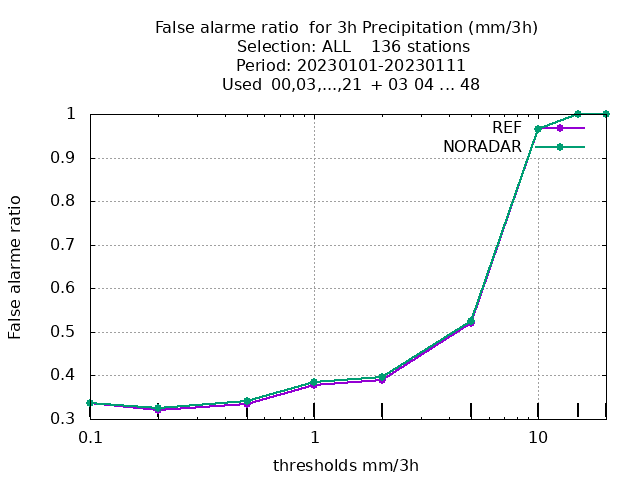 False alarme ratio  for 3h Precipitation (mm/3h)
Selection: ALL    136 stations
Period: 20230101-20230111
Used  00,03,...,21  + 03 04 ... 48
REF
NORADAR
1
0.9
0.8
0.7
0.6
0.5
0.4
0.3
False alarme ratio
0.1
1
10
thresholds mm/3h